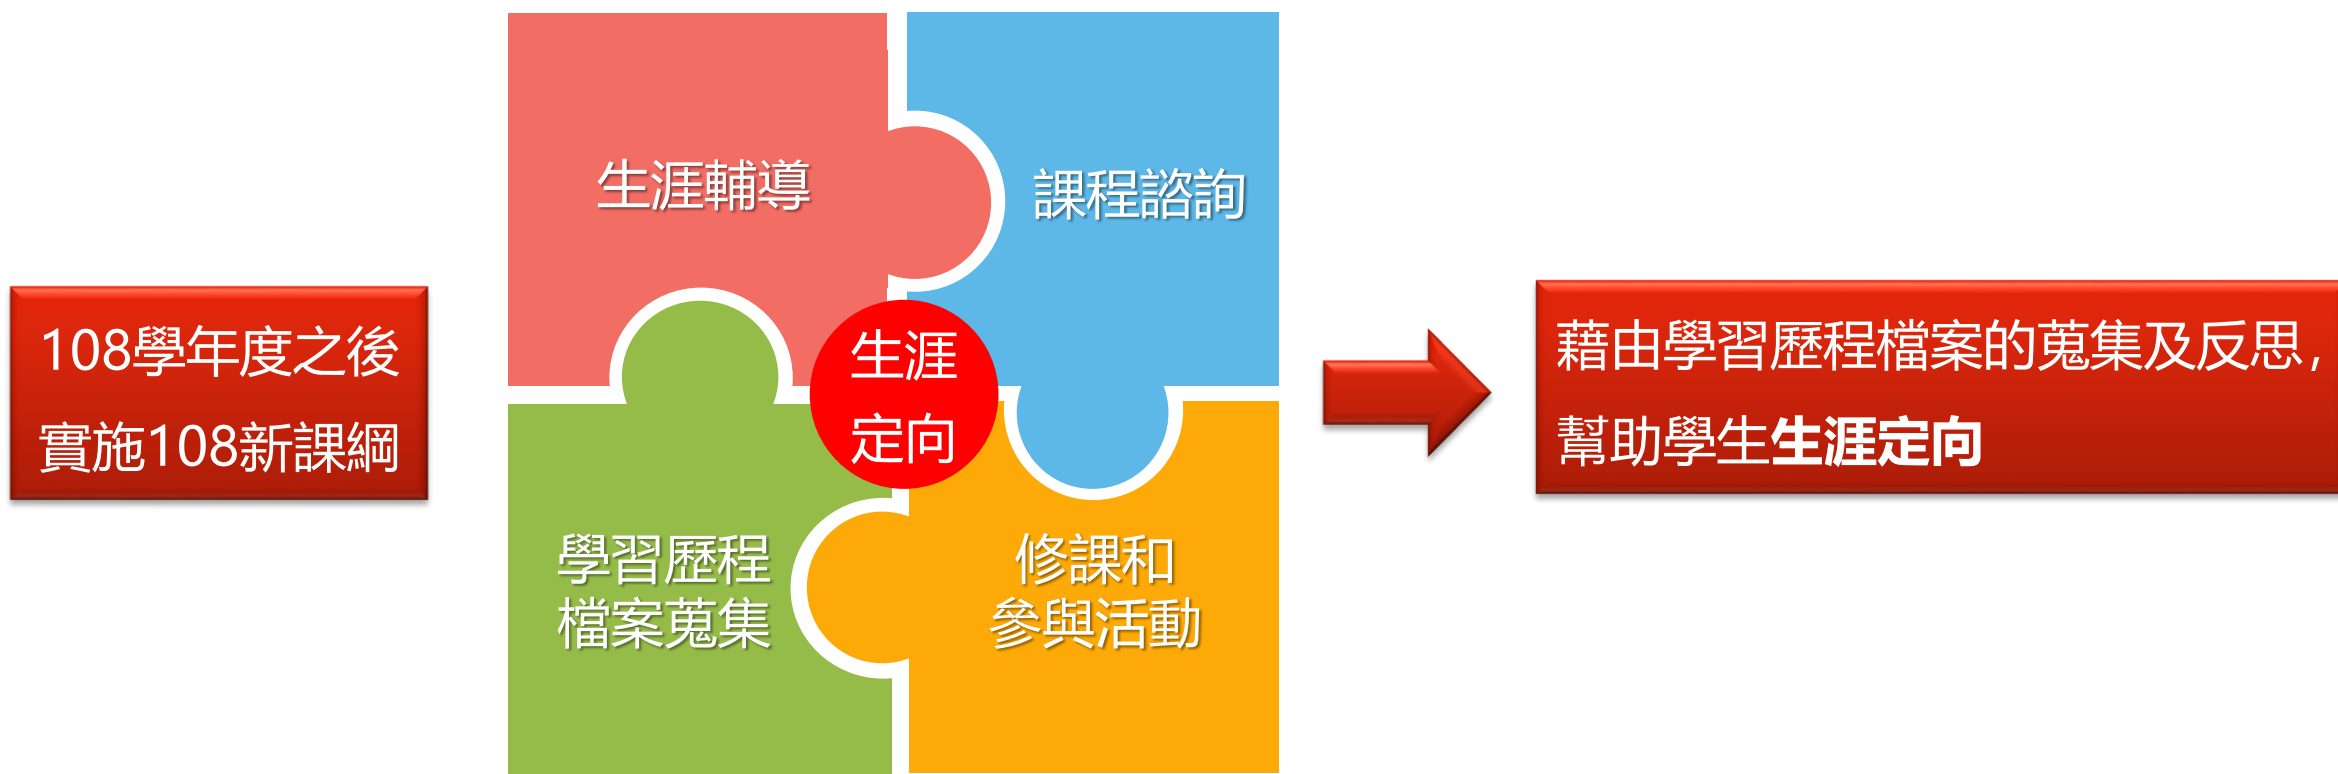 108學年度之後
實施108新課綱
生涯輔導
課程諮詢
生涯
定向
學習歷程
檔案蒐集
修課和
參與活動
藉由學習歷程檔案的蒐集及反思,
幫助學生生涯定向